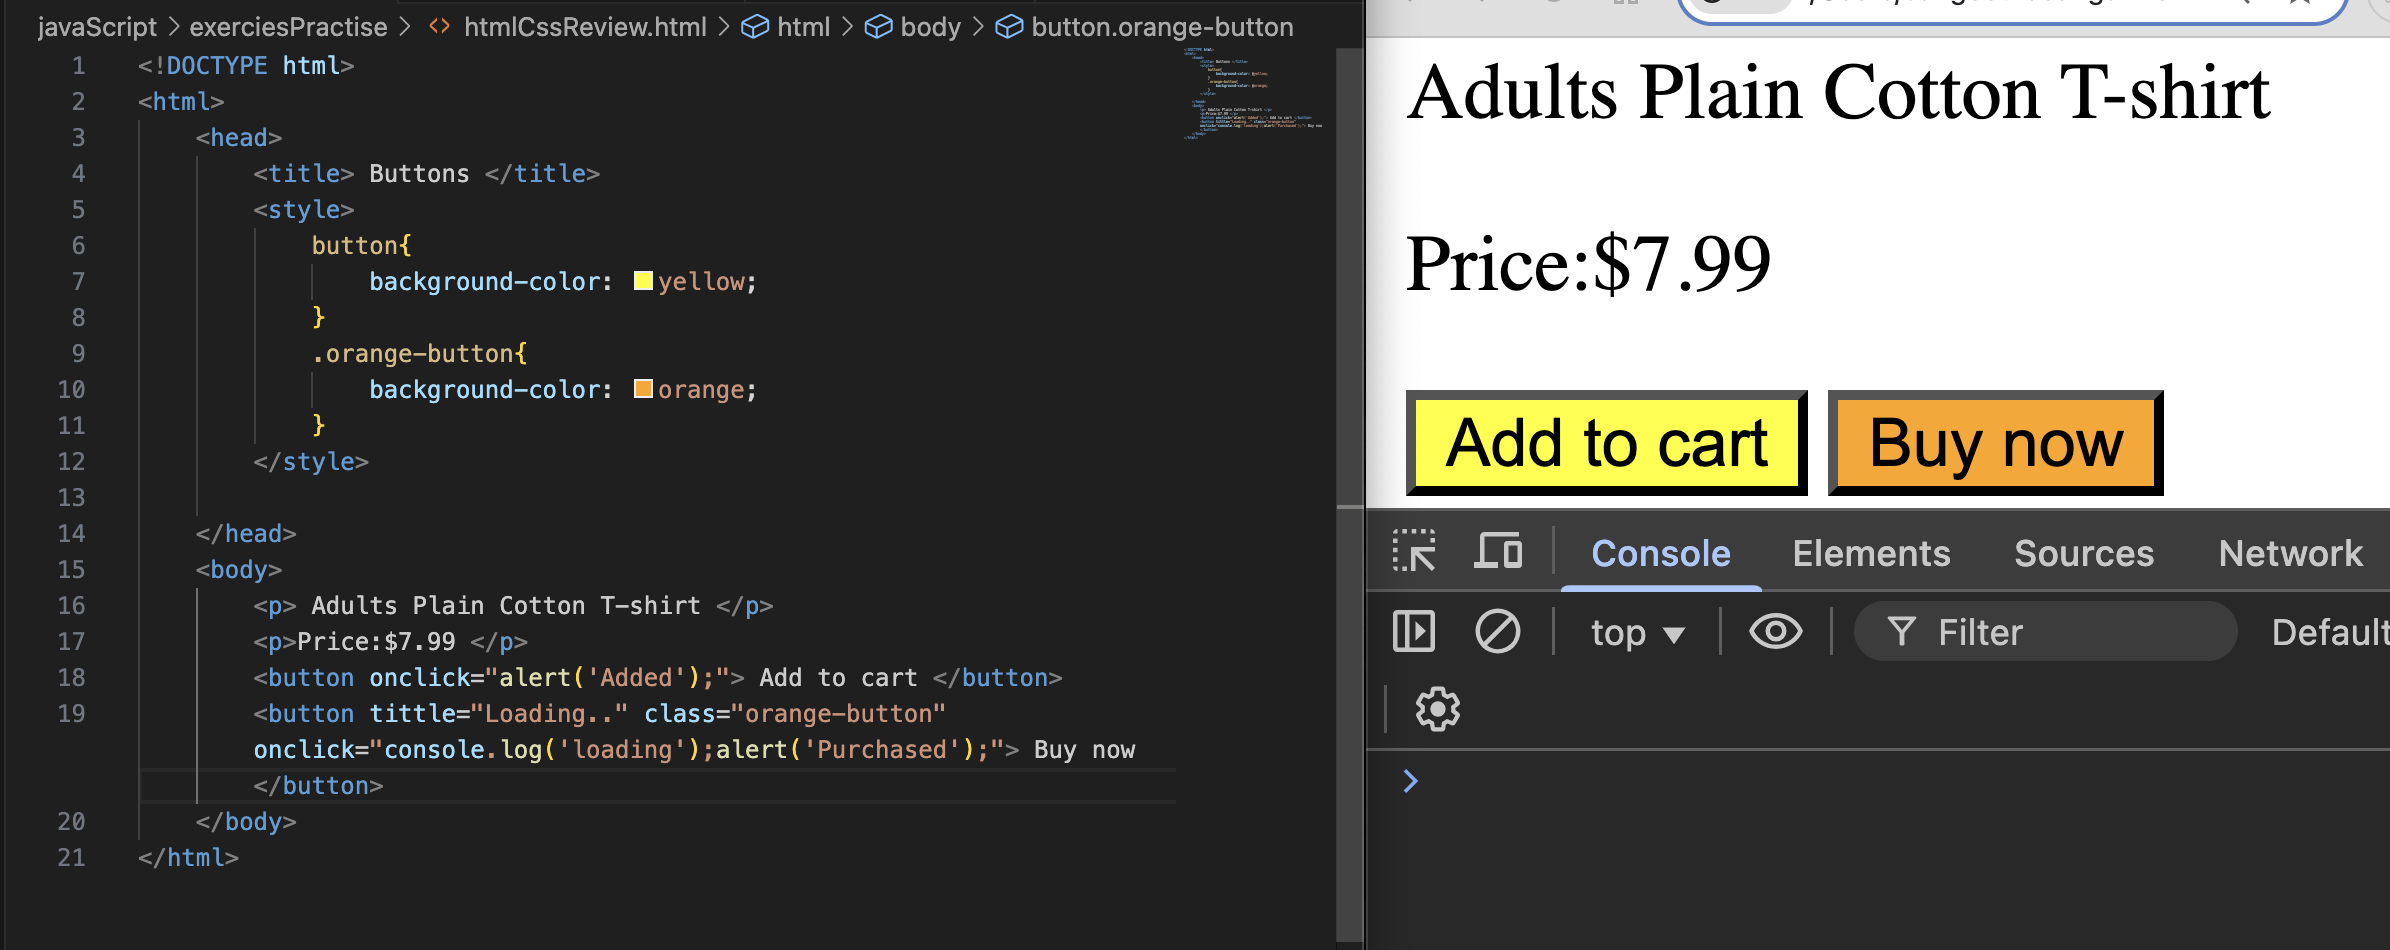 javaScript > exerciesPractise > <> htmlCssReview.html > html > body > button.orange-button
1 <!DOCTYPE html>
2 <html>
3 <head>
4 <title> Buttons </title>
5 <style>
6 button{
7 background-color: yellow;
8 }
9 .orange-button{
10 background-color: orange;
11 }
12 </style>
13
14 </head>
15 <body>
16 <p> Adults Plain Cotton T-shirt </p>
17 <p>Price:$7.99 </p>
18 <button onclick="alert('Added');"> Add to cart </button>
19 <button tittle="Loading.." class="orange-button"
onclick="console.log('loading');alert('Purchased');"> Buy now
</button>
20 </body>
21 </html>
Adults Plain Cotton T-shirt
Price:$7.99
Add to cart Buy now
Console Elements Sources Network
top Filter Default